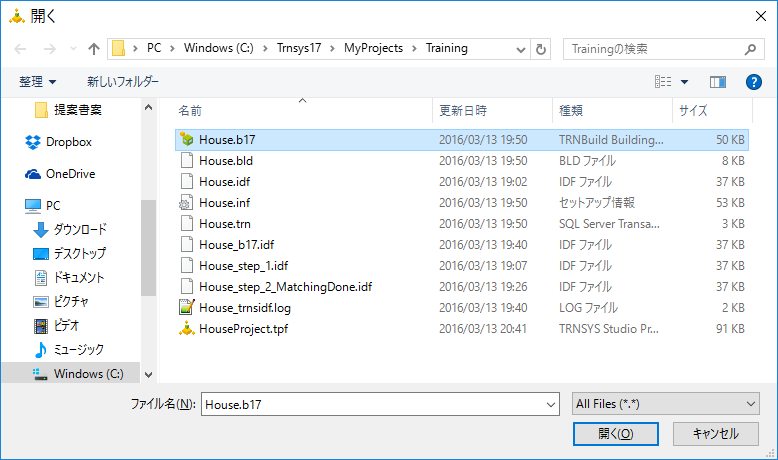 開く
PC > Windows (C:) > Trnsys17 > MyProjects > Training
Trainingの検索
整理 新しいフォルダー
名前 更新日時 種類 サイズ
提案書案
Dropbox
OneDrive
PC
ダウンロード
デスクトップ
ドキュメント
ピクチャ
ビデオ
ミュージック
Windows (C:)
House.b17 2016/03/13 19:50 TRNBuild Building... 50 KB
House.bld 2016/03/13 19:50 BLD ファイル 8 KB
House.idf 2016/03/13 19:02 IDF ファイル 37 KB
House.inf 2016/03/13 19:50 セットアップ情報 53 KB
House.trn 2016/03/13 19:50 SQL Server Transa... 3 KB
House_b17.idf 2016/03/13 19:40 IDF ファイル 37 KB
House_step_1.idf 2016/03/13 19:07 IDF ファイル 37 KB
House_step_2_MatchingDone.idf 2016/03/13 19:26 IDF ファイル 37 KB
House_trnsidf.log 2016/03/13 19:40 LOG ファイル 2 KB
HouseProject.tpf 2016/03/13 20:41 TRNSYS Studio Pr... 91 KB
ファイル名(N): House.b17 All Files (*.*)
開く(O) キャンセル